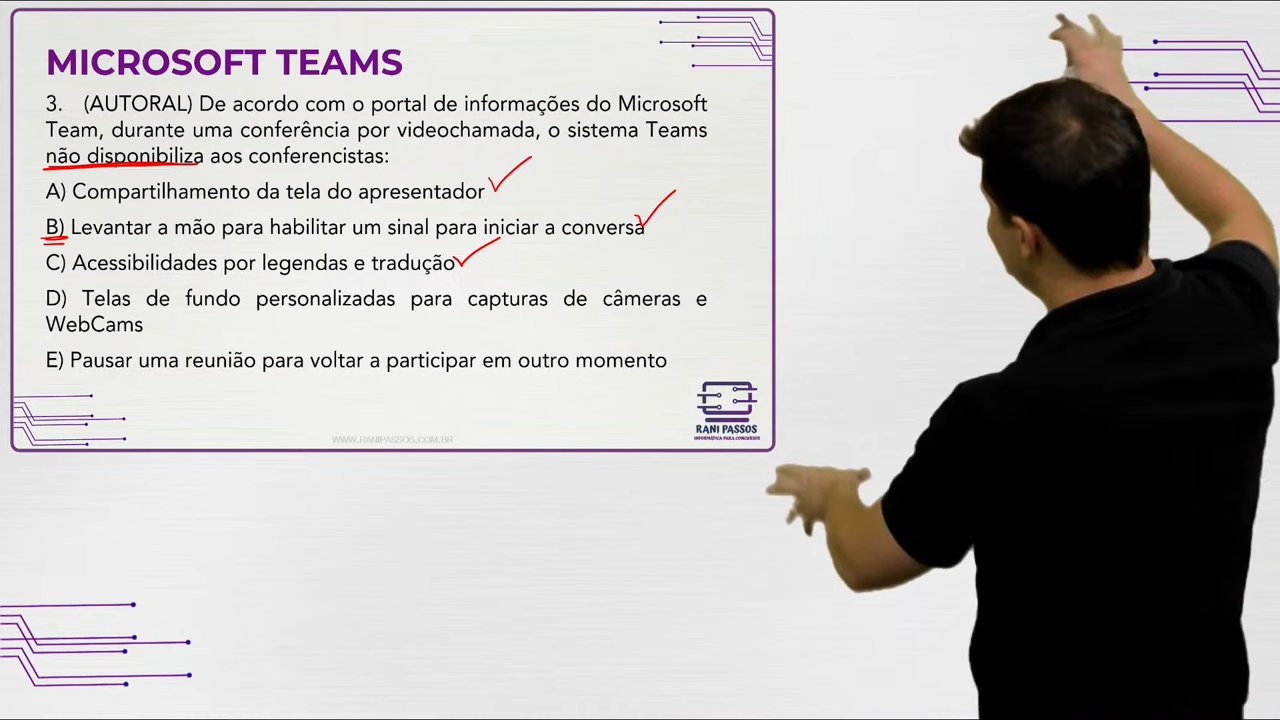 MICROSOFT TEAMS
3. (AUTORAL) De acordo com o portal de informações do Microsoft
Team, durante uma conferência por videochamada, o sistema Teams
não disponibiliza aos conferencistas:
A) Compartilhamento da tela do apresentador
B) Levantar a mão para habilitar um sinal para iniciar a conversa
C) Acessibilidades por legendas e tradução
D) Telas de fundo personalizadas para capturas de câmeras e
WebCams
E) Pausar uma reunião para voltar a participar em outro momento
RANI PASSOS
INFORMÁTICA PARA CONCURSOS
WWW.RANIPASSOS.COM.BR